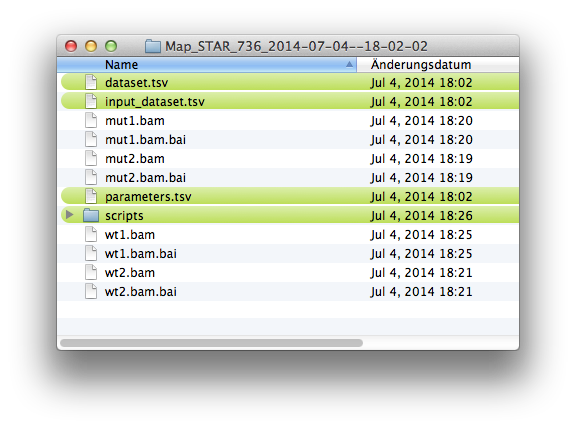 Map_STAR_736_2014-07-04--18-02-02
Name Änderungsdatum
dataset.tsv Jul 4, 2014 18:02
input_dataset.tsv Jul 4, 2014 18:02
mut1.bam Jul 4, 2014 18:20
mut1.bam.bai Jul 4, 2014 18:20
mut2.bam Jul 4, 2014 18:19
mut2.bam.bai Jul 4, 2014 18:19
parameters.tsv Jul 4, 2014 18:02
scripts Jul 4, 2014 18:26
wt1.bam Jul 4, 2014 18:25
wt1.bam.bai Jul 4, 2014 18:25
wt2.bam Jul 4, 2014 18:21
wt2.bam.bai Jul 4, 2014 18:21